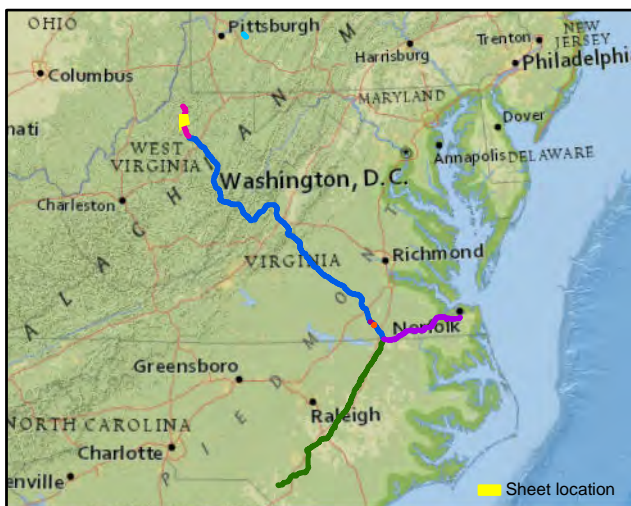 OHIO
Pittsburgh
NEW
JERSEY
Trenton
Harrisburg
Columbus
Philadelphia
MARYLAND
Dover
nati
WEST
VIRGINIA
Annapolis
DELAWARE
Washington, D.C.
Charleston
Richmond
VIRGINIA
Norfolk
Greensboro
Raleigh
NORTH CAROLINA
Charlotte
enville
A P P A L A C H I A N M
P I E D M O N T
Sheet location